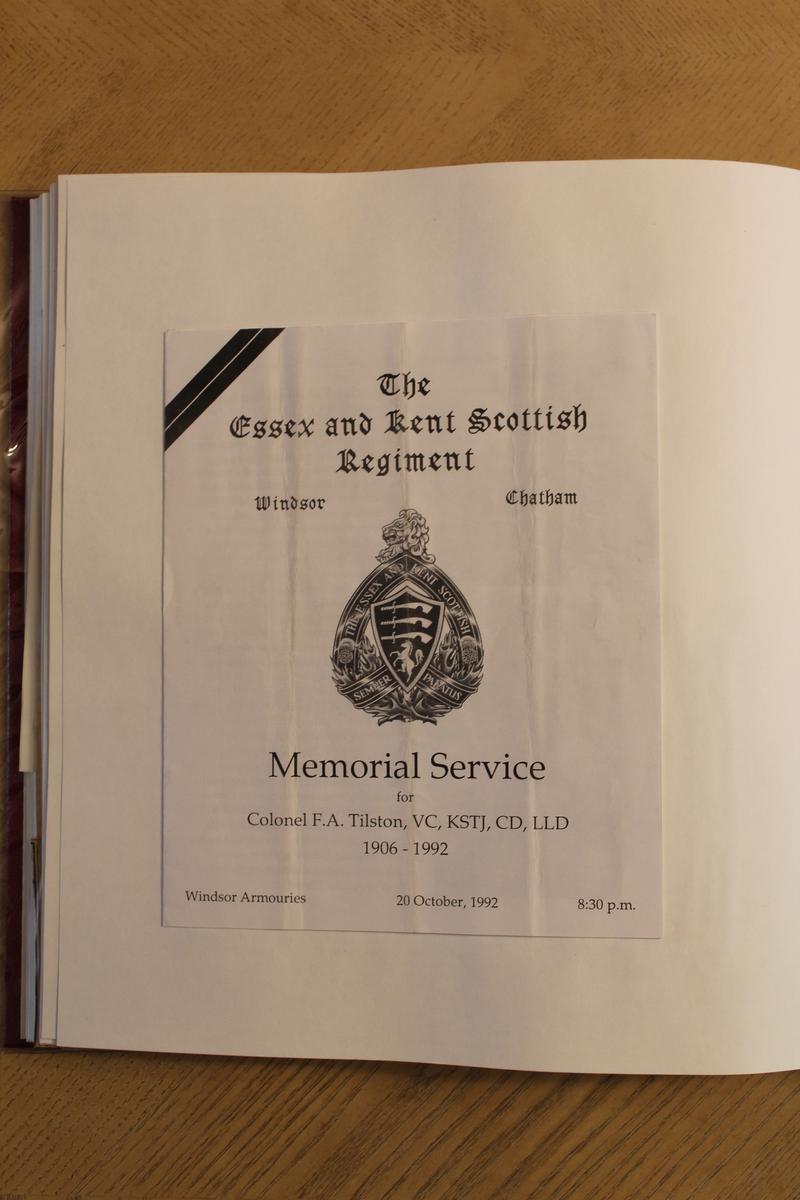 The
Essex and Kent Scottish
Regiment
Windsor Chatham
THE ESSEX AND KENT SCOTTISH
SEMPER PARATUS
Memorial Service
for
Colonel F.A. Tilston, VC, KSTJ, CD, LLD
1906 - 1992
Windsor Armouries 20 October, 1992 8:30 p.m.